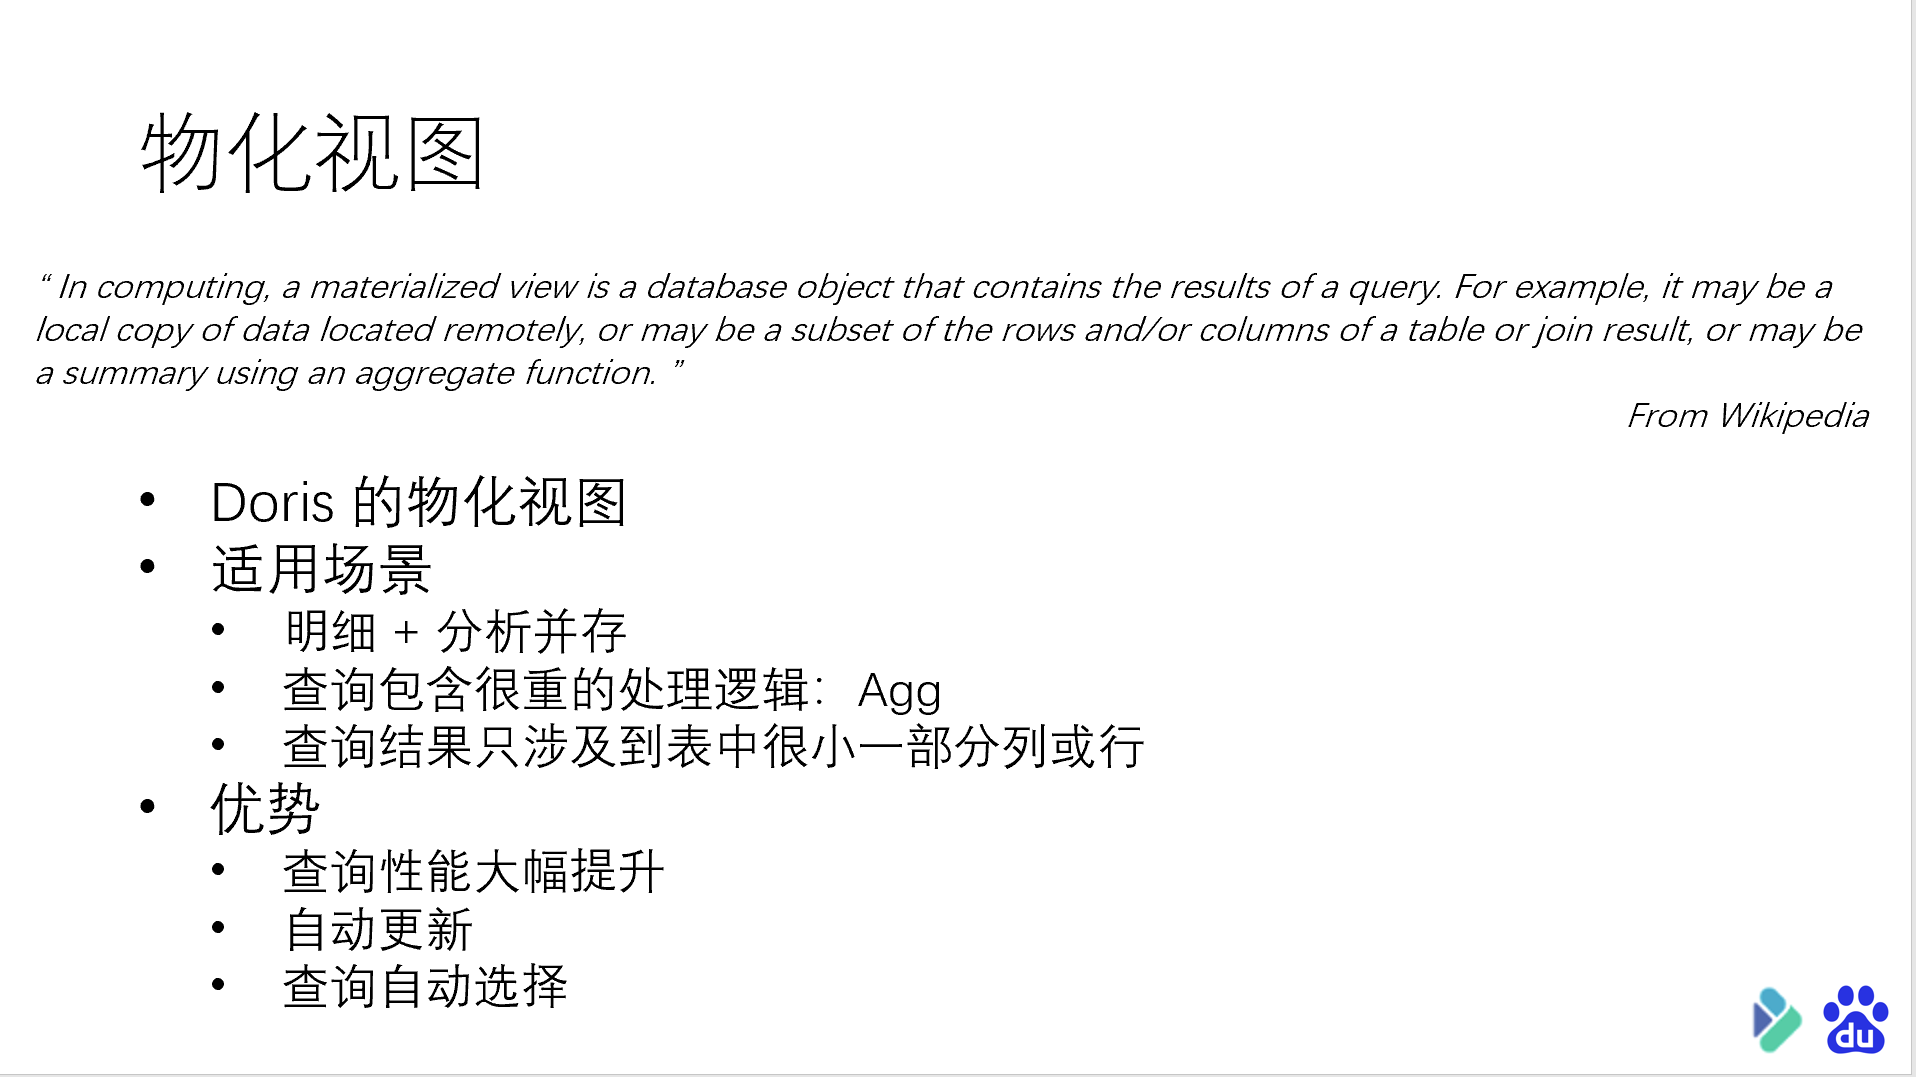 物化视图
“ In computing, a materialized view is a database object that contains the results of a query. For example, it may be a
local copy of data located remotely, or may be a subset of the rows and/or columns of a table or join result, or may be
a summary using an aggregate function. ”
From Wikipedia
• Doris 的物化视图
• 适用场景
• 明细 + 分析并存
• 查询包含很重的处理逻辑：Agg
• 查询结果只涉及到表中很小一部分列或行
• 优势
• 查询性能大幅提升
• 自动更新
• 查询自动选择
du